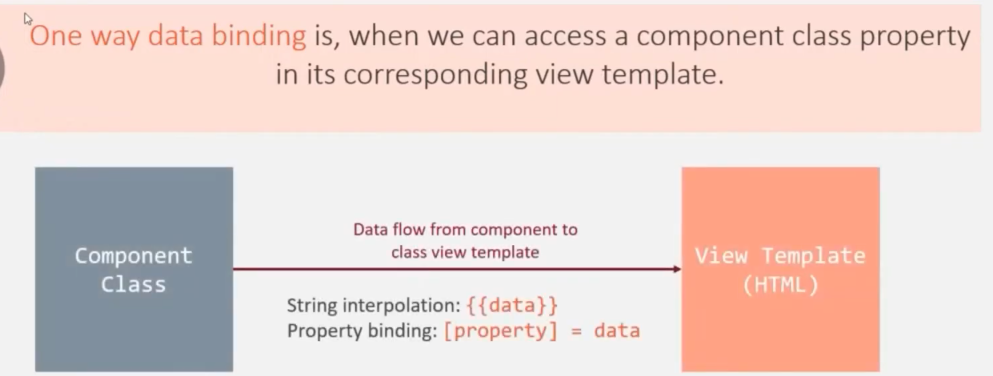 One way data binding is, when we can access a component class property
in its corresponding view template.
Component
Class
Data flow from component to
class view template
String interpolation: {{data}}
Property binding: [property] = data
View Template
(HTML)